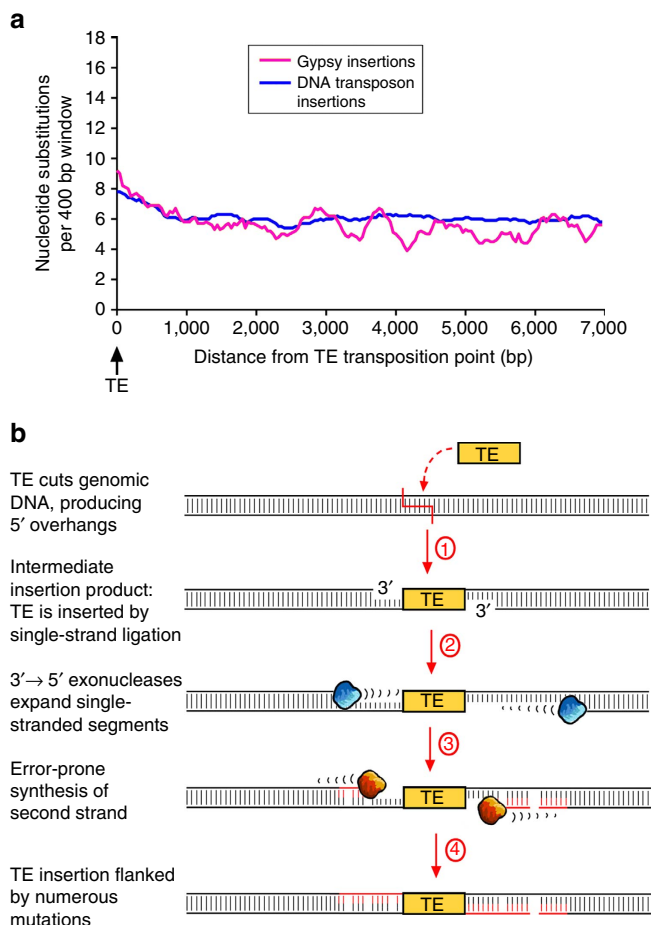 a
18
16
14
12
10
8
6
4
2
0
Nucleotide substitutions
per 400 bp window
Gypsy insertions
DNA transposon
insertions
0 1,000 2,000 3,000 4,000 5,000 6,000 7,000
Distance from TE transposition point (bp)
TE
b
TE
TE cuts genomic
DNA, producing
5′ overhangs
1
Intermediate
insertion product:
TE is inserted by
single-strand ligation
3′ TE 3′
2
3′→ 5′ exonucleases
expand single-
stranded segments
TE
3
Error-prone
synthesis of
second strand
TE
4
TE insertion flanked
by numerous
mutations
TE